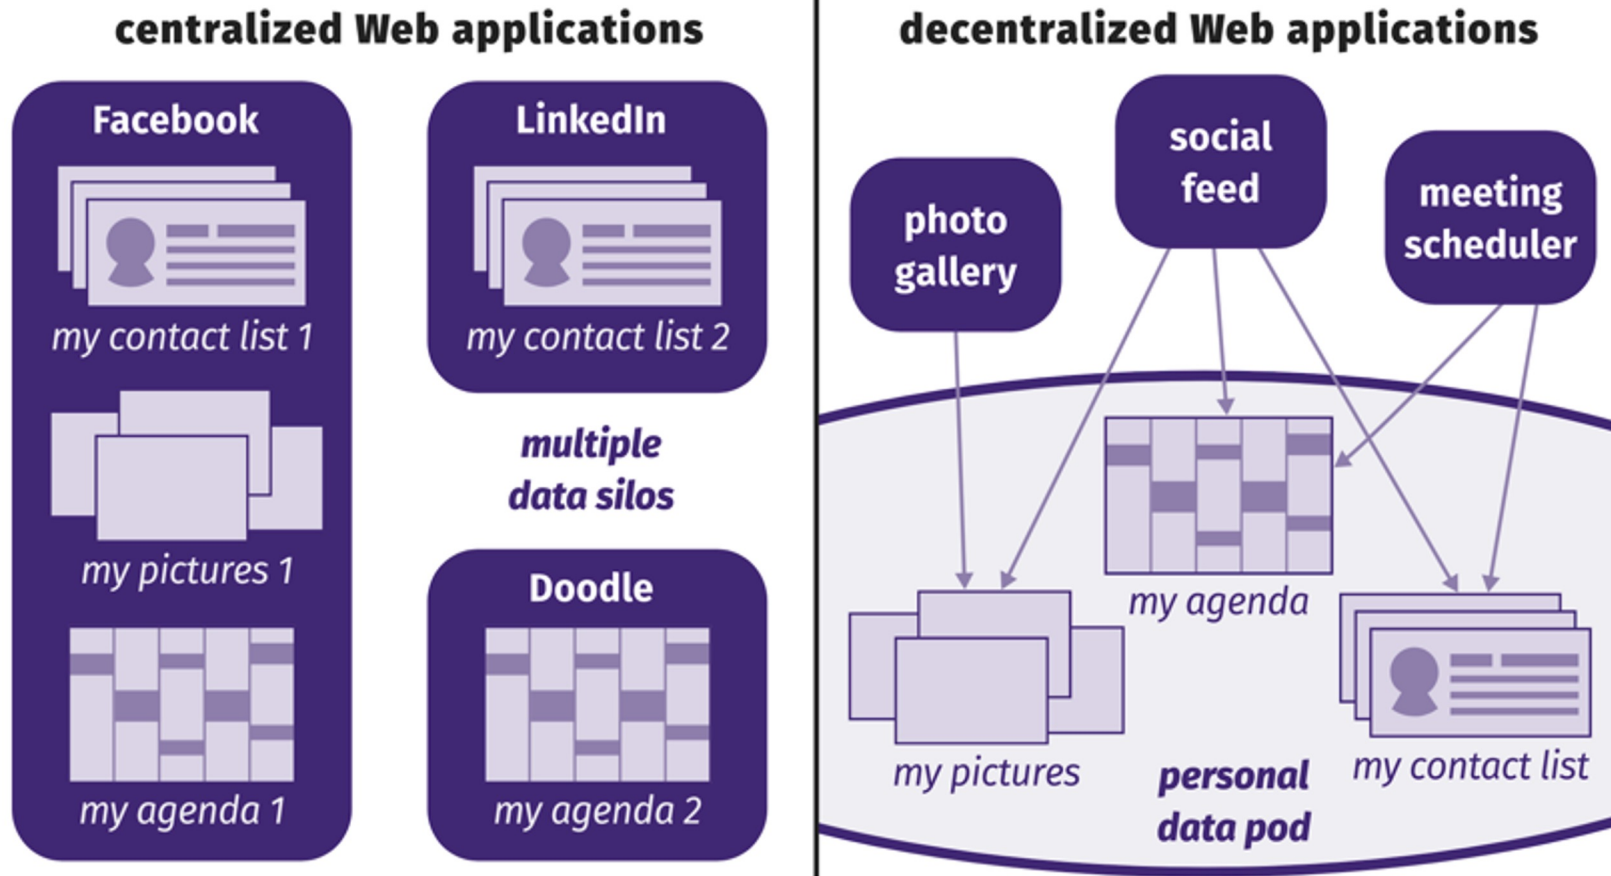 centralized Web applications
Facebook
my contact list 1
my pictures 1
my agenda 1
LinkedIn
my contact list 2
multiple
data silos
Doodle
my agenda 2
decentralized Web applications
photo
gallery
social
feed
meeting
scheduler
my agenda
my pictures
my contact list
personal
data pod